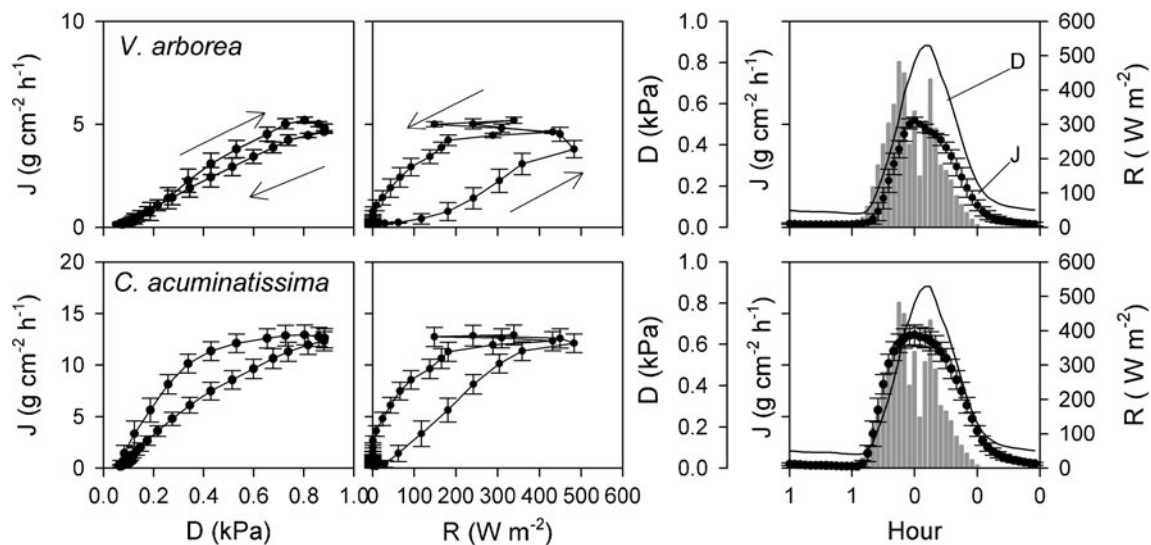 V. arborea
J (g cm⁻² h⁻¹)
10
5
0
D (kPa)
1.0
0.8
0.6
0.4
0.2
0.0
J (g cm⁻² h⁻¹)
D
J
600
500
400
300
200
100
0
R ( W m⁻²)
C. acuminatissima
J (g cm⁻² h⁻¹)
20
15
10
5
0
0.0 0.2 0.4 0.6 0.8 1.0
D (kPa)
0 100 200 300 400 500 600
R (W m⁻²)
D (kPa)
1.0
0.8
0.6
0.4
0.2
0.0
J (g cm⁻² h⁻¹)
600
500
400
300
200
100
0
R ( W m⁻²)
1 1 0 0 0
Hour